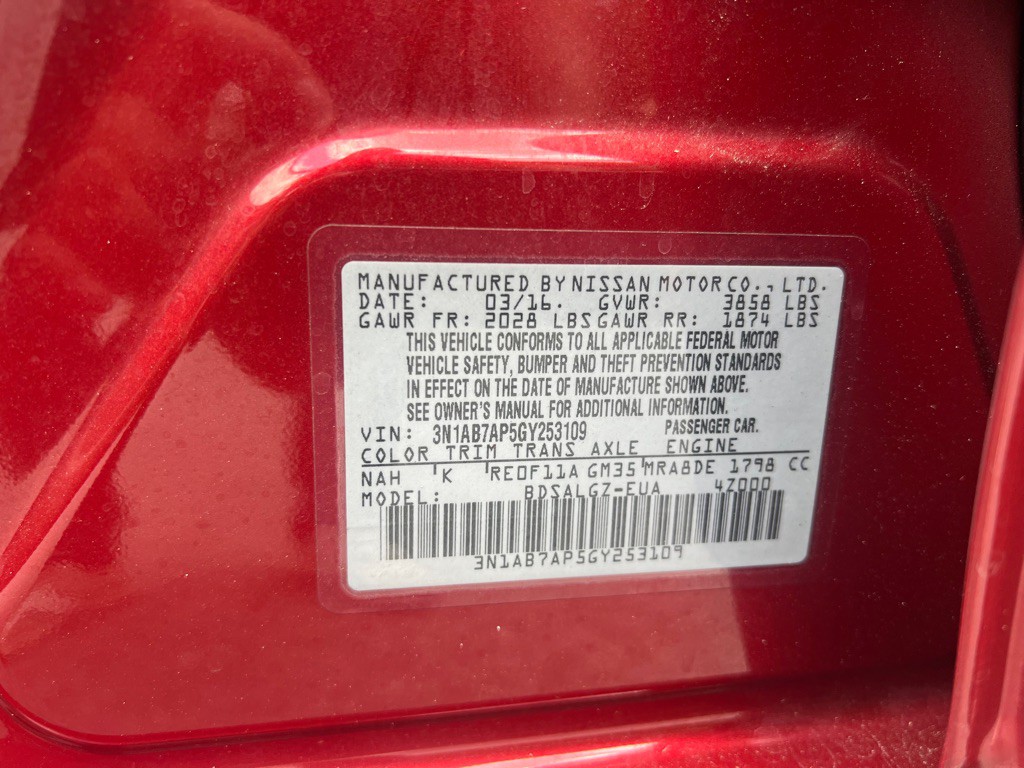 MANUFACTURED BY NISSAN MOTOR CO., LTD.
DATE: 03/16. GVWR: 3858 LBS
GAWR FR: 2028 LBS GAWR RR: 1874 LBS
THIS VEHICLE CONFORMS TO ALL APPLICABLE FEDERAL MOTOR
VEHICLE SAFETY, BUMPER AND THEFT PREVENTION STANDARDS
IN EFFECT ON THE DATE OF MANUFACTURE SHOWN ABOVE.
SEE OWNER'S MANUAL FOR ADDITIONAL INFORMATION.
VIN: 3N1AB7AP5GY253109 PASSENGER CAR.
COLOR TRIM TRANS AXLE ENGINE
NAH K RE0F11A GM35 MRA8DE 1798 CC
MODEL: BDSALGZ-EUA 4Z000
3N1AB7AP5GY253109